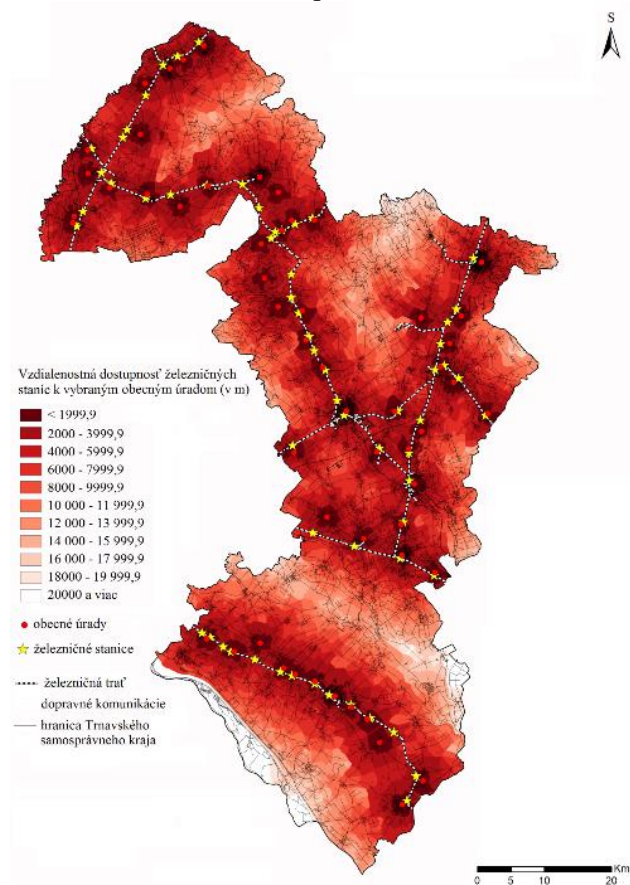 S
Vzdialenostná dostupnosť železničných
staníc k vybraným obecným úradom (v m)
< 1999,9
2000 - 3999,9
4000 - 5999,9
6000 - 7999,9
8000 - 9999,9
10 000 - 11 999,9
12 000 - 13 999,9
14 000 - 15 999,9
16 000 - 17 999,9
18000 - 19 999,9
20000 a viac
obecné úrady
železničné stanice
železničná trať
dopravné komunikácie
hranica Trnavského
samosprávneho kraja
Km
0 5 10 20